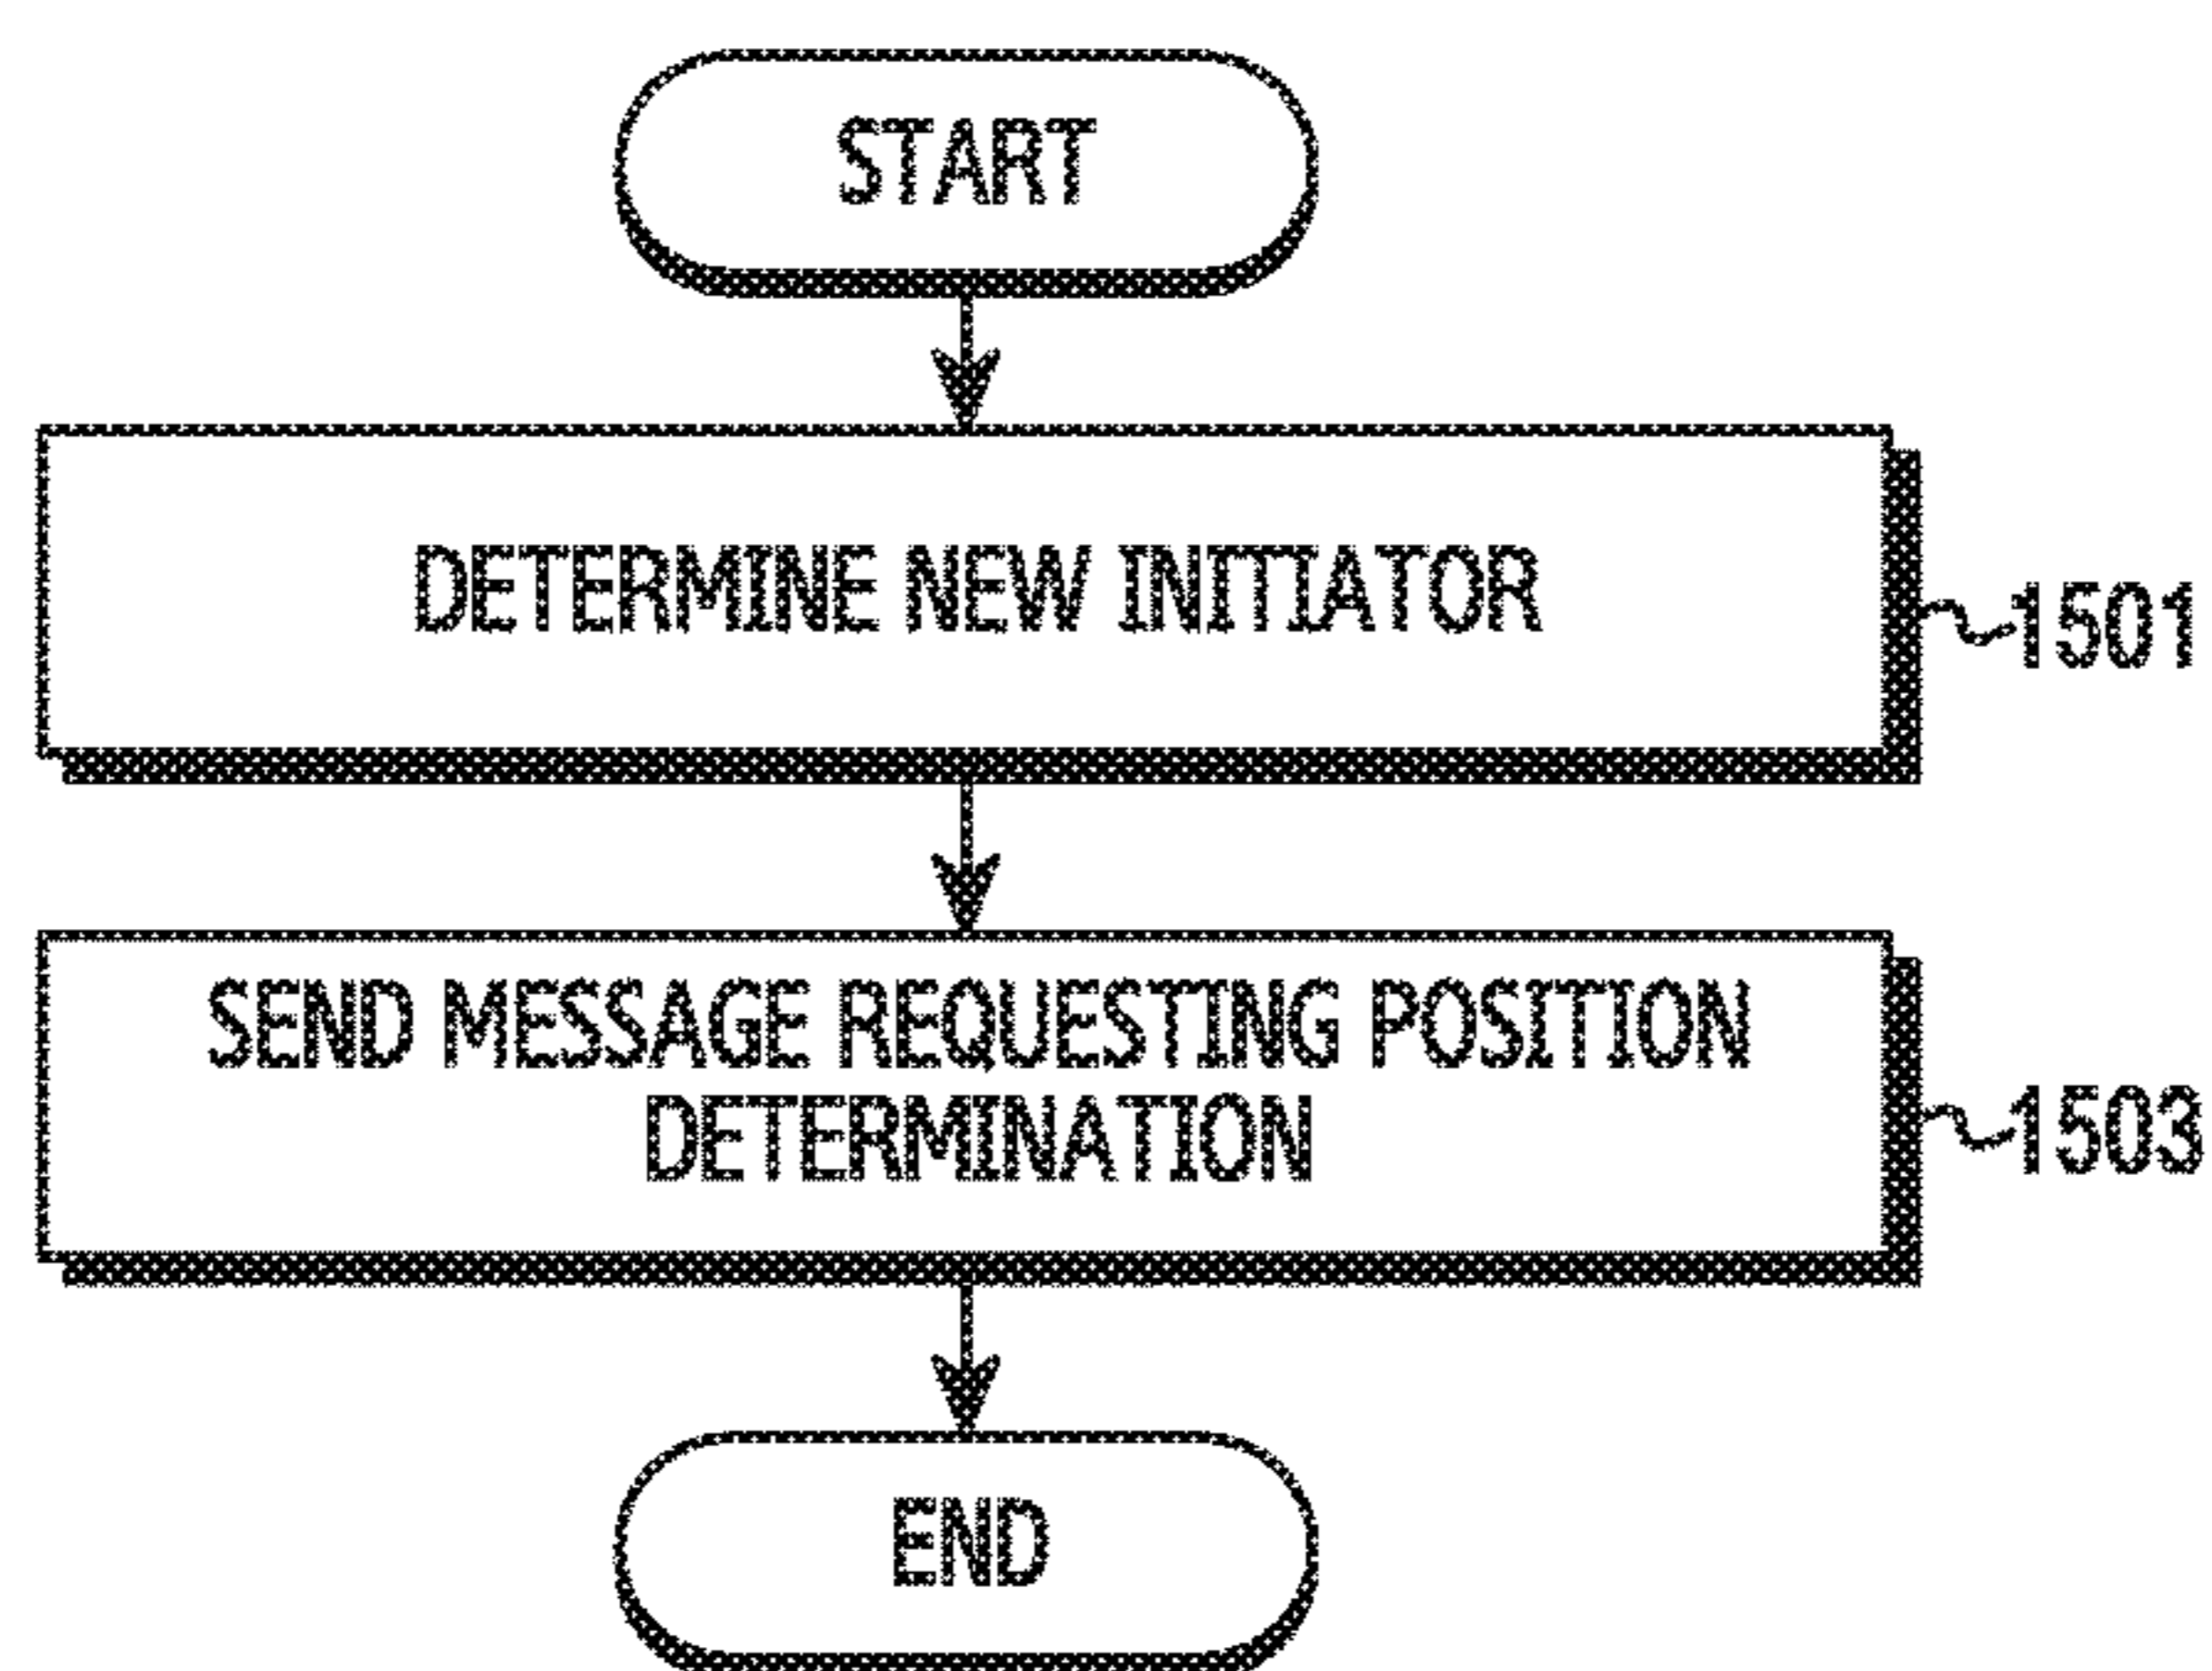 START
DETERMINE NEW INITIATOR
1501
SEND MESSAGE REQUESTING POSITION
DETERMINATION
1503
END